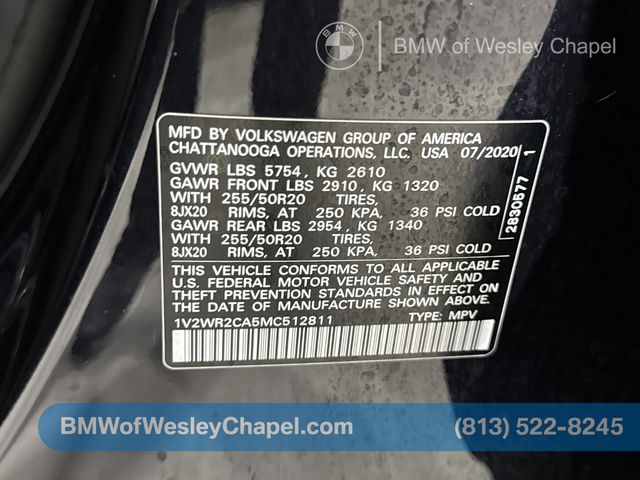 BMW
BMW of Wesley Chapel
MFD BY VOLKSWAGEN GROUP OF AMERICA
CHATTANOOGA OPERATIONS, LLC. USA 07/2020
GVWR LBS 5754, KG 2610
GAWR FRONT LBS 2910, KG 1320
WITH 255/50R20 TIRES,
8JX20 RIMS, AT 250 KPA, 36 PSI COLD
GAWR REAR LBS 2954, KG 1340
WITH 255/50R20 TIRES,
8JX20 RIMS, AT 250 KPA, 36 PSI COLD
THIS VEHICLE CONFORMS TO ALL APPLICABLE
U.S. FEDERAL MOTOR VEHICLE SAFETY AND
THEFT PREVENTION STANDARDS IN EFFECT ON
THE DATE OF MANUFACTURE SHOWN ABOVE.
1V2WR2CA5MC512811 TYPE: MPV
2830577 1
BMWofWesleyChapel.com
(813) 522-8245